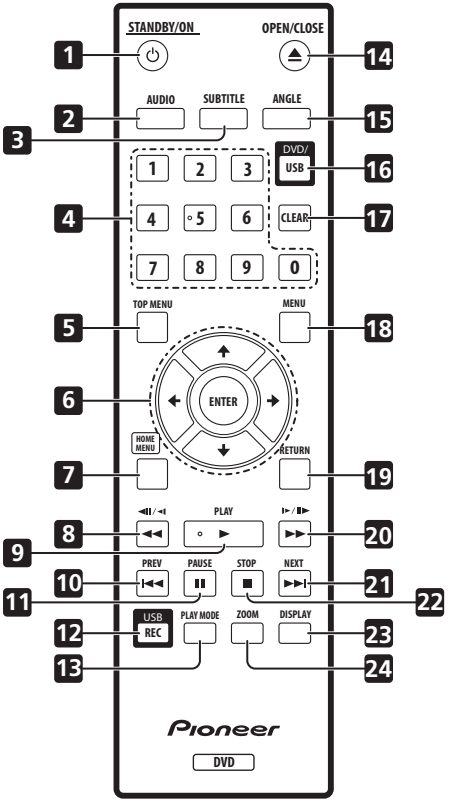 STANDBY/ON OPEN/CLOSE
1 14
AUDIO SUBTITLE ANGLE
2 15
3
DVD/
1 2 3 USB 16
4 4 5 6 CLEAR 17
7 8 9 0
TOP MENU MENU
5 18
6 ENTER
HOME
MENU RETURN
7 19
PLAY
8 20
9
PREV PAUSE STOP NEXT
10 21
11 22
USB
12 REC PLAY MODE ZOOM DISPLAY 23
13 24
Pioneer
DVD